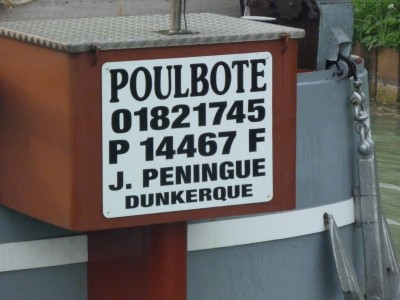 POULBOTE
01821745
P 14467 F
J. PENINGUE
DUNKERQUE